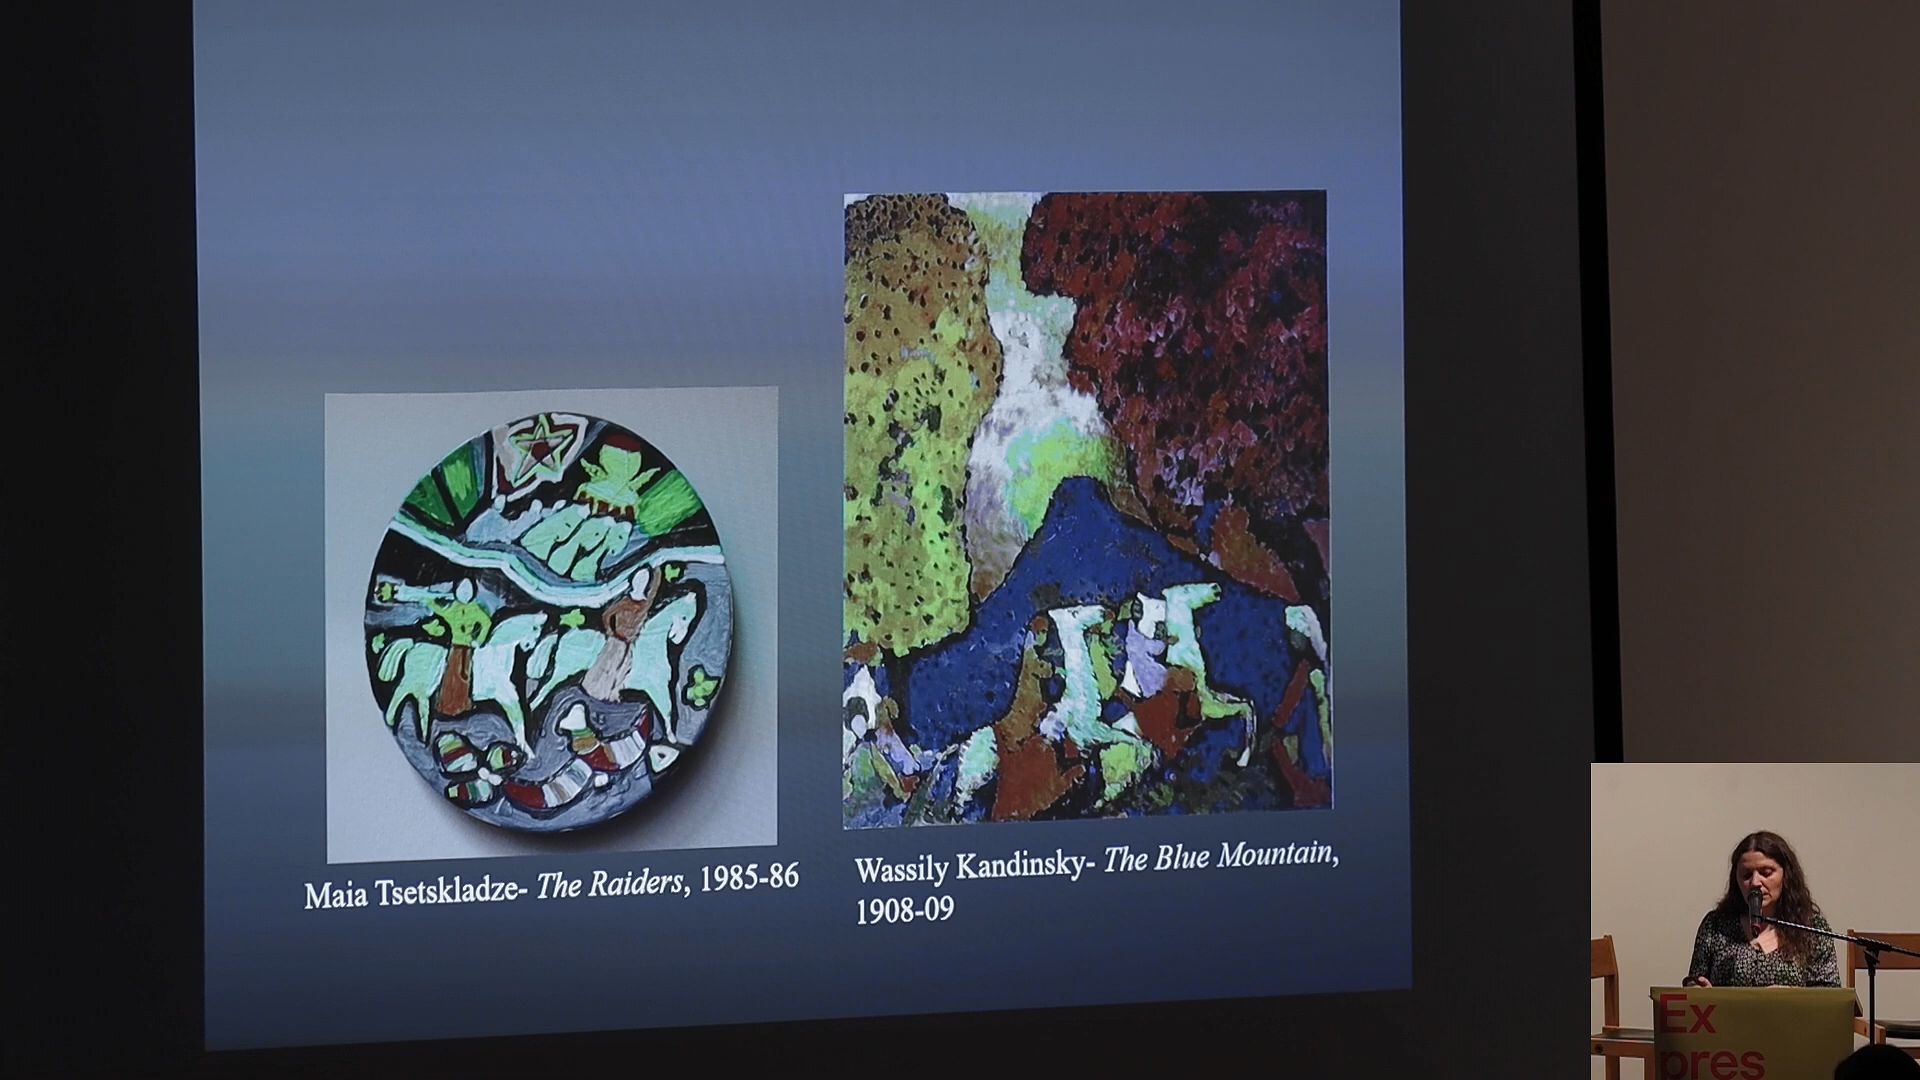 Maia Tsetskladze- The Raiders, 1985-86
Wassily Kandinsky- The Blue Mountain,
1908-09
Ex
pres